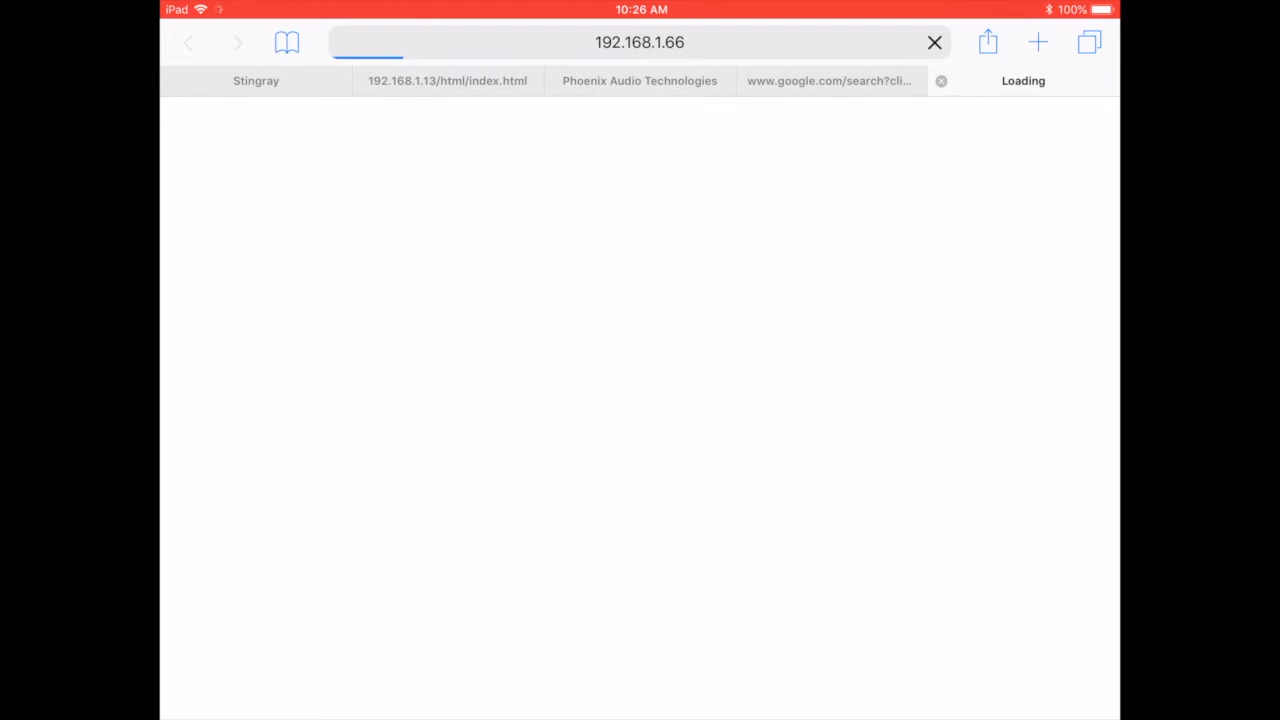 iPad 10:26 AM 100%
192.168.1.66
Stingray 192.168.1.13/html/index.html Phoenix Audio Technologies www.google.com/search?cli... Loading